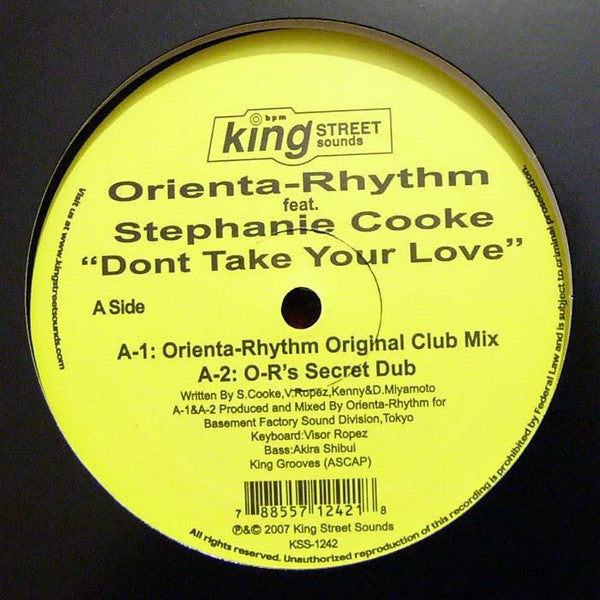 © bpm
king STREET
sounds
Orienta-Rhythm
feat.
Stephanie Cooke
“Dont Take Your Love”
A Side
A-1: Orienta-Rhythm Original Club Mix
A-2: O-R's Secret Dub
Written By S.Cooke,V.Ropez,Kenny&D.Miyamoto
A-1&A-2 Produced and Mixed By Orienta-Rhythm for
Basement Factory Sound Division,Tokyo
Keyboard:Visor Ropez
Bass:Akira Shibui
King Grooves (ASCAP)
7 88557 12421 8
℗&© 2007 King Street Sounds
KSS-1242
Visit us at www.kingstreetsounds.com
All rights reserved. Unauthorized reproduction of this recording is prohibited by Federal Law and is subject to criminal prosecution.